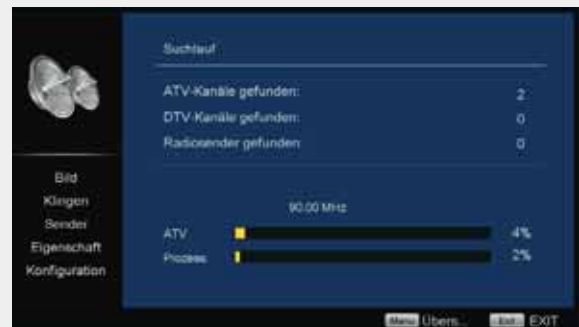 Suchlauf
ATV-Kanäle gefunden: 2
DTV-Kanäle gefunden: 0
Radiosender gefunden: 0
Bild
Klingen
Sender
Eigenschaft
Konfiguration
90.00 MHz
ATV 4%
Prozess 2%
Menu Übers... Exit EXIT